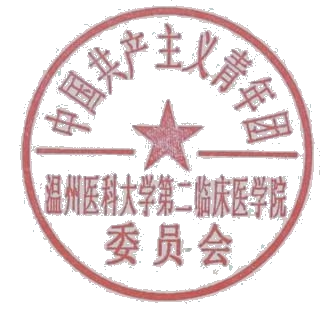 中国共产主义青年团
温州医科大学第二临床医学院
委员会